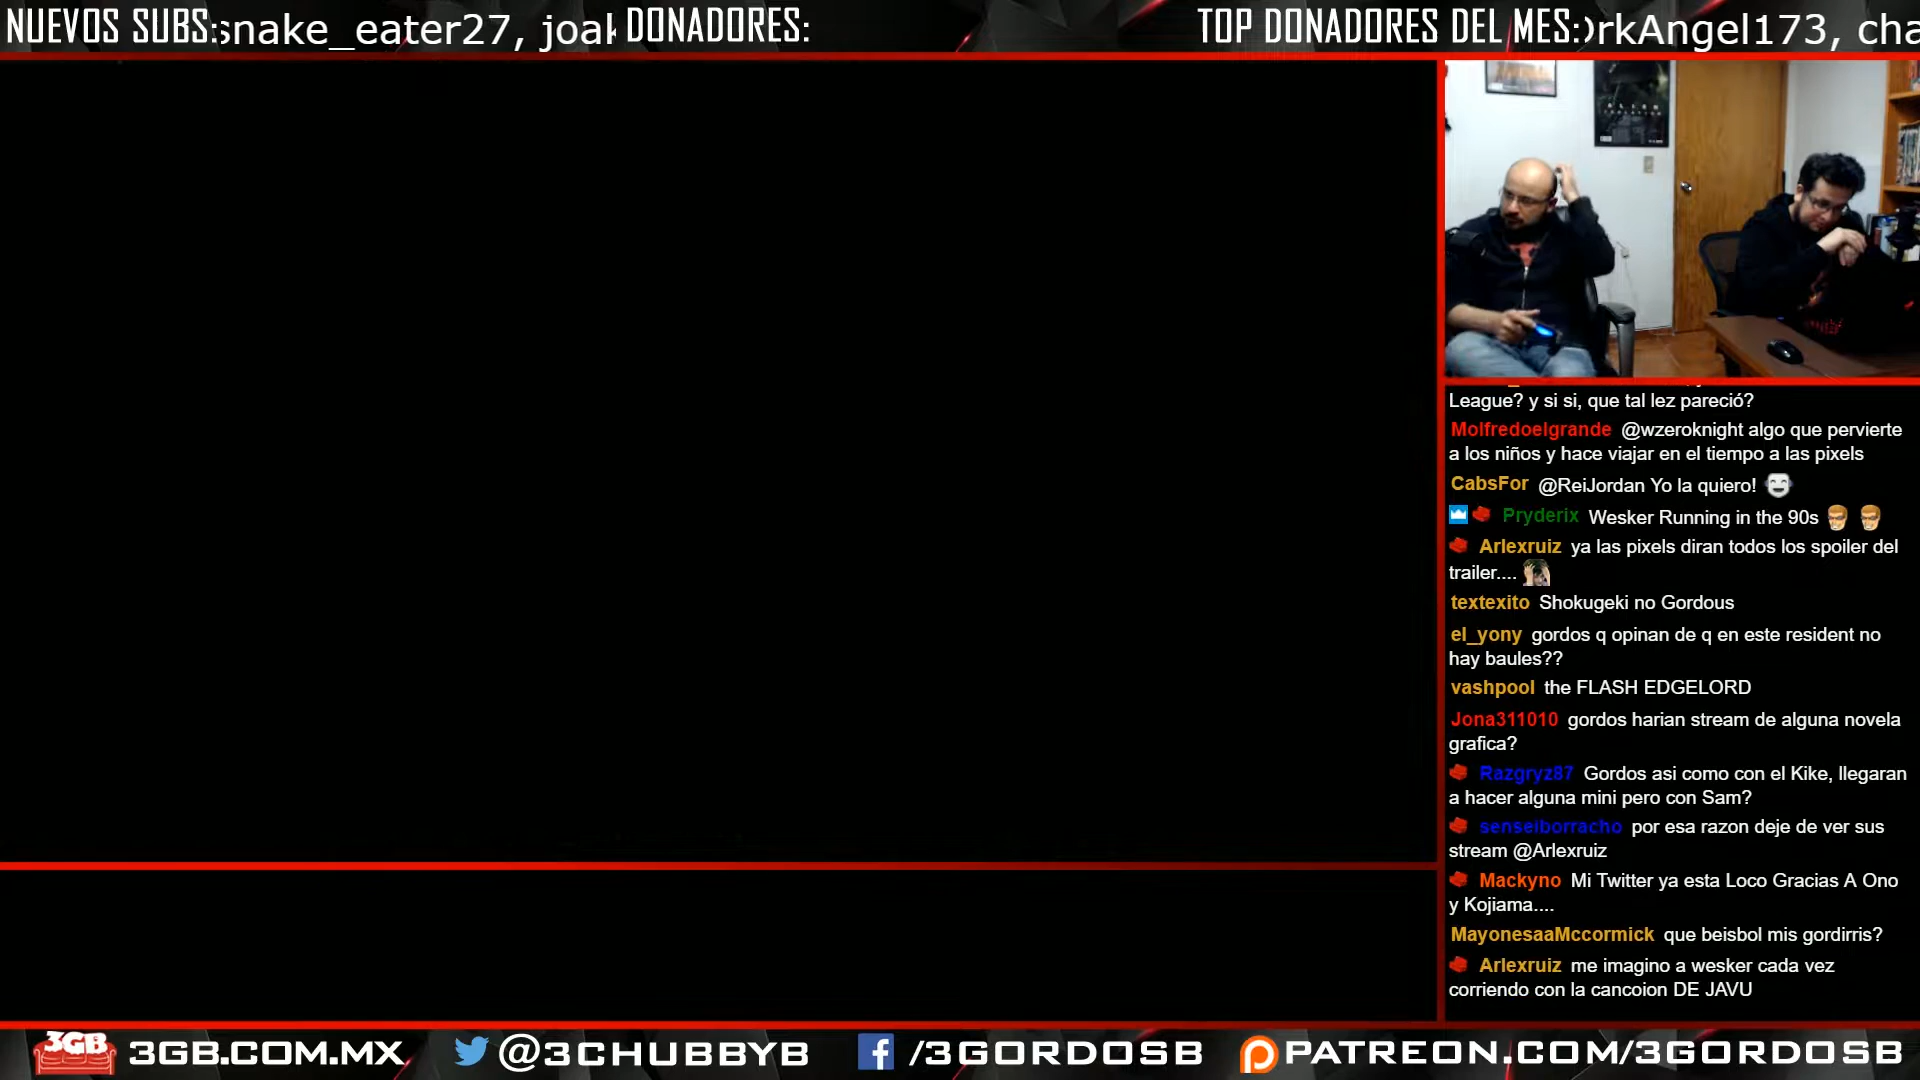 NUEVOS SUBS: snake_eater27, joak DONADORES: TOP DONADORES DEL MES: rkAngel173, cha
ALIEN
League? y si si, que tal lez pareció?
Molfredoelgrande @wzeroknight algo que pervierte
a los niños y hace viajar en el tiempo a las pixels
CabsFor @ReiJordan Yo la quiero!
Pryderix Wesker Running in the 90s
Arlexruiz ya las pixels diran todos los spoiler del
trailer....
textexito Shokugeki no Gordous
el_yony gordos q opinan de q en este resident no
hay baules??
vashpool the FLASH EDGELORD
Jona311010 gordos harian stream de alguna novela
grafica?
Razgryz87 Gordos asi como con el Kike, llegaran
a hacer alguna mini pero con Sam?
senseiborracho por esa razon deje de ver sus
stream @Arlexruiz
Mackyno Mi Twitter ya esta Loco Gracias A Ono
y Kojiama....
MayonesaaMccormick que beisbol mis gordirris?
Arlexruiz me imagino a wesker cada vez
corriendo con la cancoion DE JAVU
3GB 3GB.COM.MX @3CHUBBYB /3GORDOSB PATREON.COM/3GORDOSB